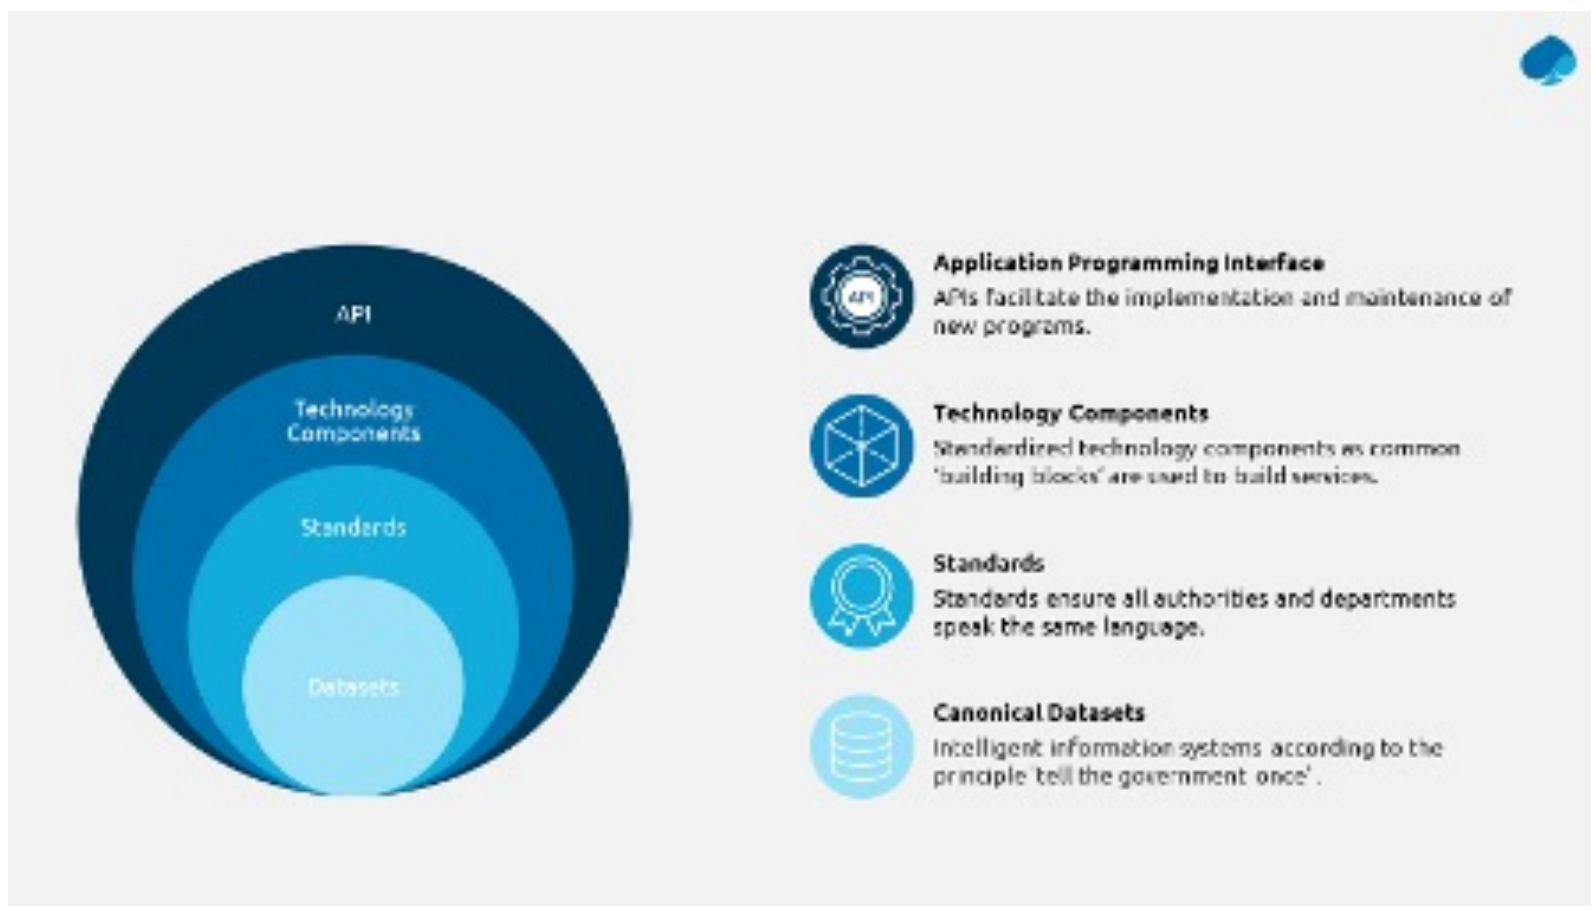 API
Technology
Components
Standards
Datasets
Application Programming Interface
APIs facilitate the implementation and maintenance of
new programs.
Technology Components
Standardized technology components as common
'building blocks' are used to build services.
Standards
Standards ensure all authorities and departments
speak the same language.
Canonical Datasets
Intelligent information systems according to the
principle 'tell the government once'.
API